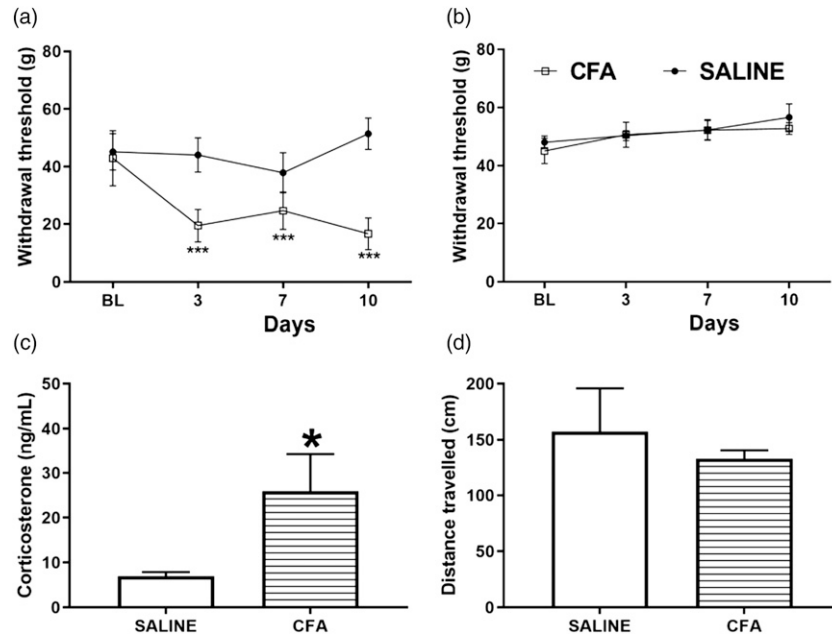 (a)
Withdrawal threshold (g)
80
60
40
20
0
***
***
***
BL
3
7
10
Days
(b)
Withdrawal threshold (g)
80
60
40
20
0
CFA
SALINE
BL
3
7
10
Days
(c)
Corticosterone (ng/mL)
50
40
30
20
10
0
*
SALINE
CFA
(d)
Distance travelled (cm)
200
150
100
50
0
SALINE
CFA